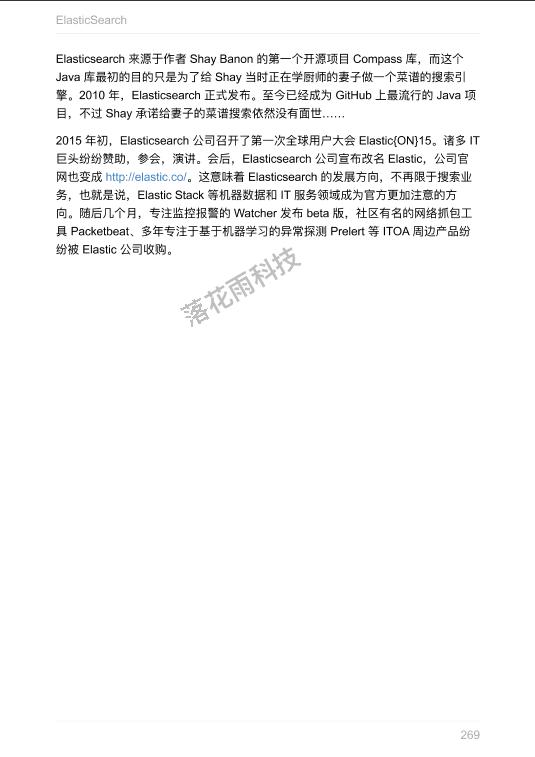 ElasticSearch
Elasticsearch 来源于作者 Shay Banon 的第一个开源项目 Compass 库，而这个
Java 库最初的目的只是为了给 Shay 当时正在学厨师的妻子做一个菜谱的搜索引
擎。2010 年，Elasticsearch 正式发布。至今已经成为 GitHub 上最流行的 Java 项
目，不过 Shay 承诺给妻子的菜谱搜索依然没有面世……
2015 年初，Elasticsearch 公司召开了第一次全球用户大会 Elastic{ON}15。诸多 IT
巨头纷纷赞助，参会，演讲。会后，Elasticsearch 公司宣布改名 Elastic，公司官
网也变成 http://elastic.co/。这意味着 Elasticsearch 的发展方向，不再限于搜索业
务，也就是说，Elastic Stack 等机器数据和 IT 服务领域成为官方更加注意的方
向。随后几个月，专注监控报警的 Watcher 发布 beta 版，社区有名的网络抓包工
具 Packetbeat、多年专注于基于机器学习的异常探测 Prelert 等 ITOA 周边产品纷
纷被 Elastic 公司收购。
落花雨科技
269